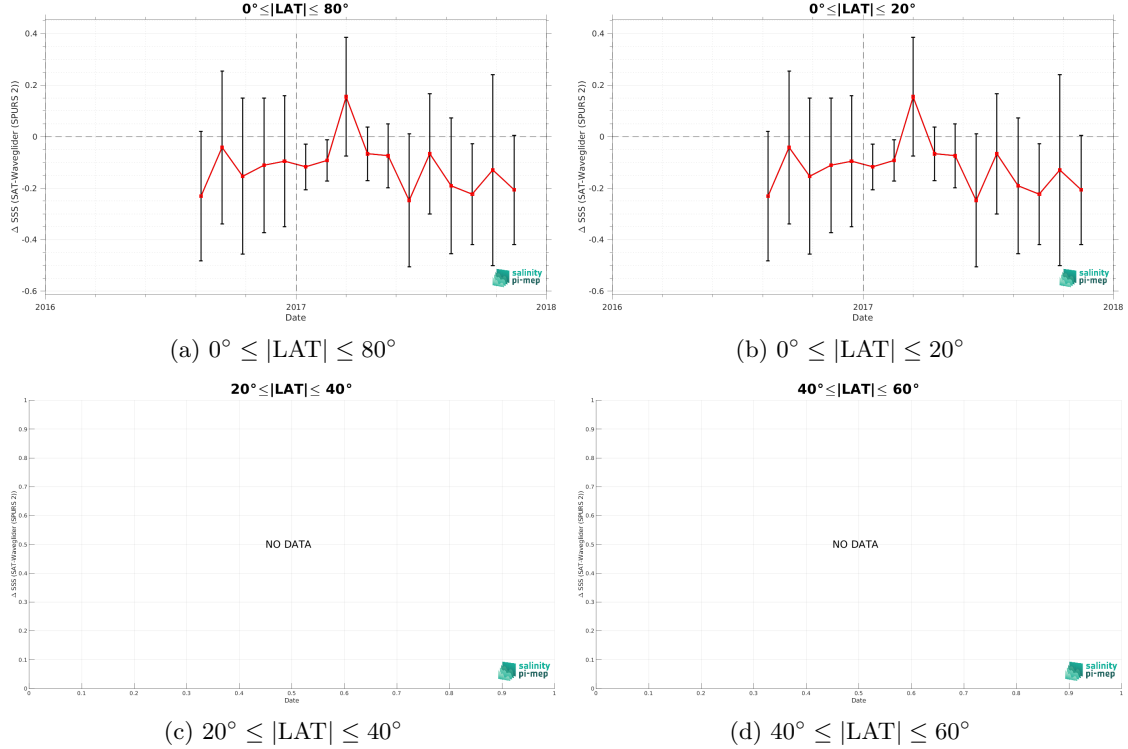 0°≤|LAT|≤ 80°
Δ SSS (SAT-Waveglider (SPURS 2))
0.4
0.2
0
-0.2
-0.4
-0.6
2016
2017
2018
Date
salinity
pi-mep
(a) 0° ≤ |LAT| ≤ 80°
0°≤|LAT|≤ 20°
Δ SSS (SAT-Waveglider (SPURS 2))
0.4
0.2
0
-0.2
-0.4
-0.6
2016
2017
2018
Date
salinity
pi-mep
(b) 0° ≤ |LAT| ≤ 20°
20°≤|LAT|≤ 40°
Δ SSS (SAT-Waveglider (SPURS 2))
1
0.9
0.8
0.7
0.6
0.5
0.4
0.3
0.2
0.1
0
NO DATA
0 0.1 0.2 0.3 0.4 0.5 0.6 0.7 0.8 0.9 1
Date
salinity
pi-mep
(c) 20° ≤ |LAT| ≤ 40°
40°≤|LAT|≤ 60°
Δ SSS (SAT-Waveglider (SPURS 2))
1
0.9
0.8
0.7
0.6
0.5
0.4
0.3
0.2
0.1
0
NO DATA
0 0.1 0.2 0.3 0.4 0.5 0.6 0.7 0.8 0.9 1
Date
salinity
pi-mep
(d) 40° ≤ |LAT| ≤ 60°